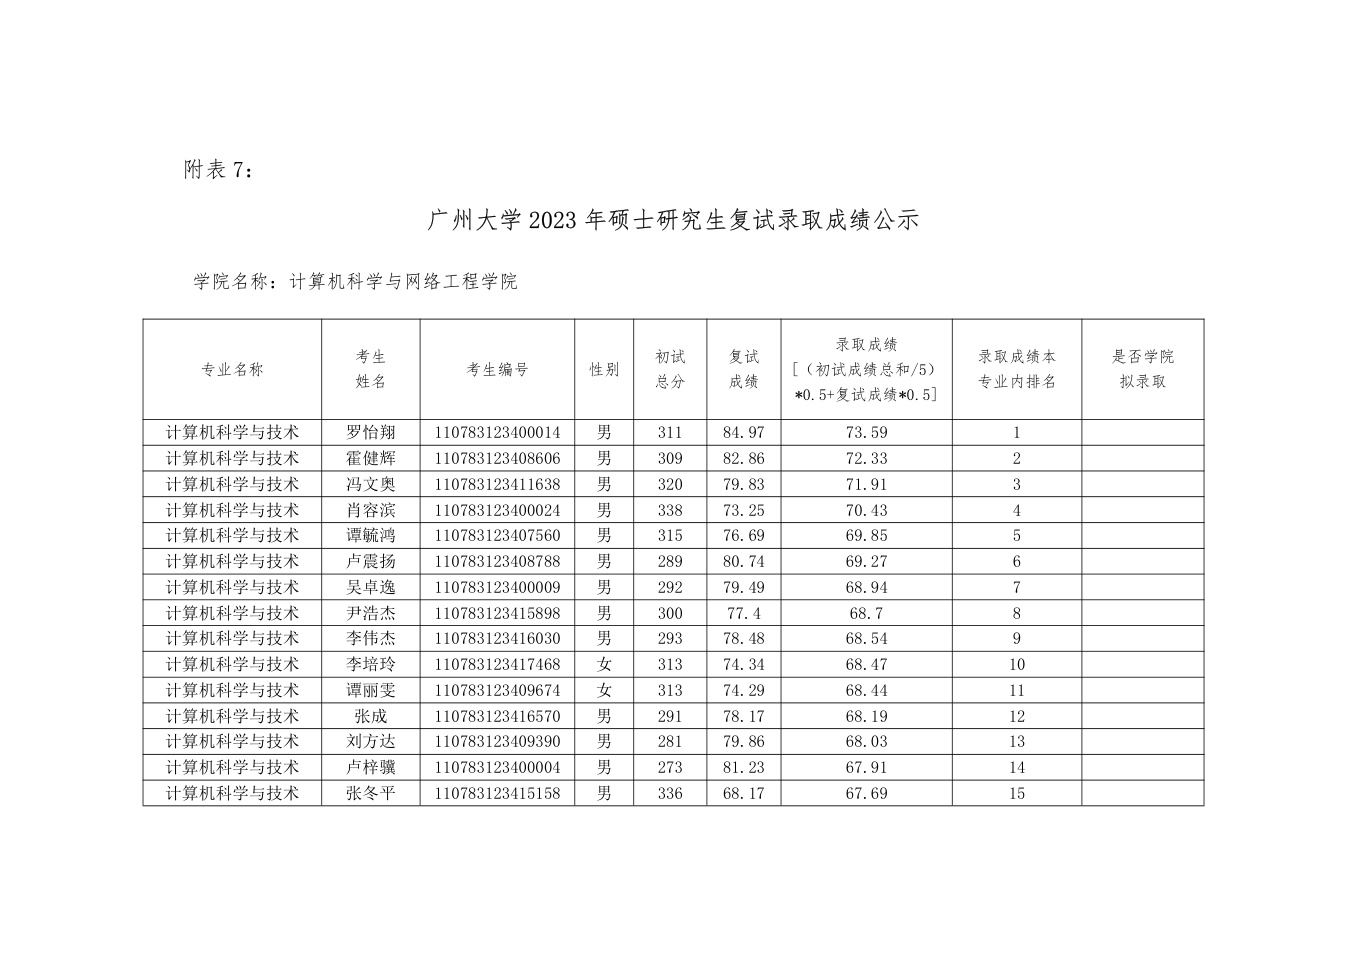 附表 7：
广州大学 2023 年硕士研究生复试录取成绩公示
学院名称：计算机科学与网络工程学院
专业名称 考生姓名 考生编号 性别 初试总分 复试成绩 录取成绩[（初试成绩总和/5）*0.5+复试成绩*0.5] 录取成绩本专业内排名 是否学院拟录取
计算机科学与技术 罗怡翔 110783123400014 男 311 84.97 73.59 1
计算机科学与技术 霍健辉 110783123408606 男 309 82.86 72.33 2
计算机科学与技术 冯文奥 110783123411638 男 320 79.83 71.91 3
计算机科学与技术 肖容滨 110783123400024 男 338 73.25 70.43 4
计算机科学与技术 谭毓鸿 110783123407560 男 315 76.69 69.85 5
计算机科学与技术 卢震扬 110783123408788 男 289 80.74 69.27 6
计算机科学与技术 吴卓逸 110783123400009 男 292 79.49 68.94 7
计算机科学与技术 尹浩杰 110783123415898 男 300 77.4 68.7 8
计算机科学与技术 李伟杰 110783123416030 男 293 78.48 68.54 9
计算机科学与技术 李培玲 110783123417468 女 313 74.34 68.47 10
计算机科学与技术 谭丽雯 110783123409674 女 313 74.29 68.44 11
计算机科学与技术 张成 110783123416570 男 291 78.17 68.19 12
计算机科学与技术 刘方达 110783123409390 男 281 79.86 68.03 13
计算机科学与技术 卢梓骥 110783123400004 男 273 81.23 67.91 14
计算机科学与技术 张冬平 110783123415158 男 336 68.17 67.69 15